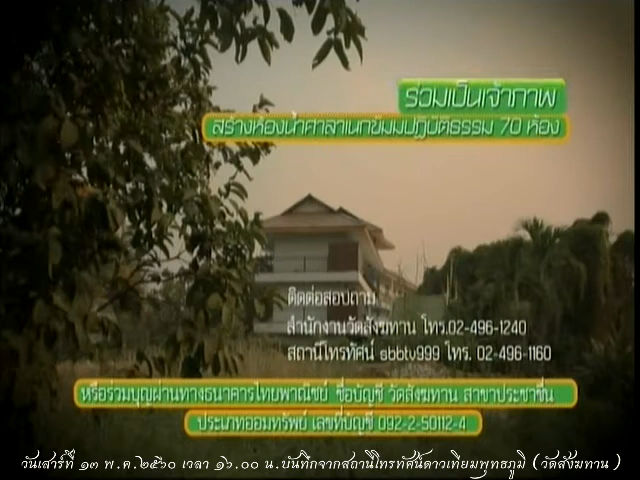 ร่วมเป็นเจ้าภาพ
สร้างห้องน้ำศาลาเนกขัมมปฏิบัติธรรม 70 ห้อง
ติดต่อสอบถาม
สำนักงานวัดสังฆทาน โทร.02-496-1240
สถานีโทรทัศน์ sbbtv999 โทร. 02-496-1160
หรือร่วมบุญผ่านทางธนาคารไทยพาณิชย์ ชื่อบัญชี วัดสังฆทาน สาขาประชาชื่น
ประเภทออมทรัพย์ เลขที่บัญชี 092-2-50112-4
วันเสาร์ที่ ๑๓ พ.ค.๒๕๖๐ เวลา ๑๖.๐๐ น.บันทึกจากสถานีโทรทัศน์ดาวเทียมพุทธภูมิ (วัดสังฆทาน)